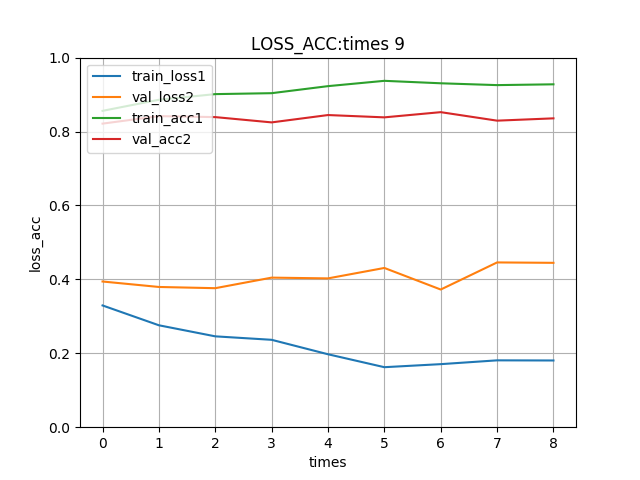 LOSS_ACC:times 9
1.0
0.8
0.6
0.4
0.2
0.0
loss_acc
train_loss1
val_loss2
train_acc1
val_acc2
0 1 2 3 4 5 6 7 8
times